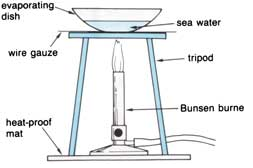 evaporating
dish
sea water
wire gauze
tripod
Bunsen burne
heat-proof
mat